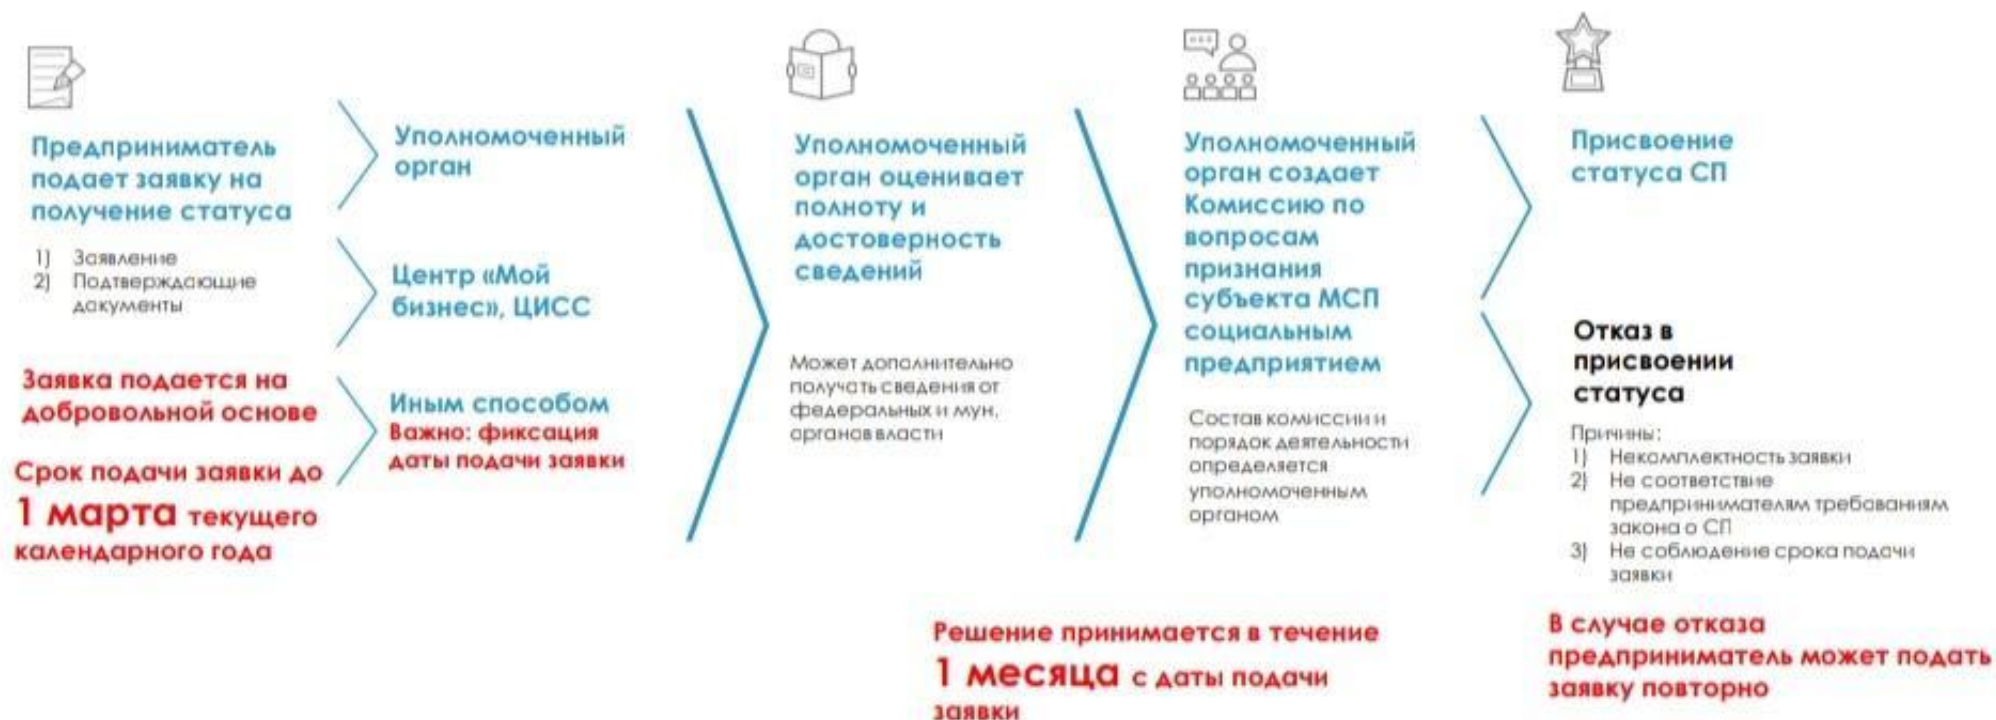 Предприниматель
подает заявку на
получение статуса
1) Заявление
2) Подтверждающие
документы
Заявка подается на
добровольной основе
Срок подачи заявки до
1 марта текущего
календарного года
Уполномоченный
орган
Центр «Мой
бизнес», ЦИСС
Иным способом
Важно: фиксация
даты подачи заявки
Уполномоченный
орган оценивает
полноту и
достоверность
сведений
Может дополнительно
получать сведения от
федеральных и мун.
органов власти
Уполномоченный
орган создает
Комиссию по
вопросам
признания
субъекта МСП
социальным
предприятием
Состав комиссии и
порядок деятельности
определяется
уполномоченным
органом
Решение принимается в течение
1 месяца с даты подачи
заявки
Присвоение
статуса СП
Отказ в
присвоении
статуса
Причины:
1) Некомплектность заявки
2) Не соответствие
предпринимателям требованиям
закона о СП
3) Не соблюдение срока подачи
заявки
В случае отказа
предприниматель может подать
заявку повторно